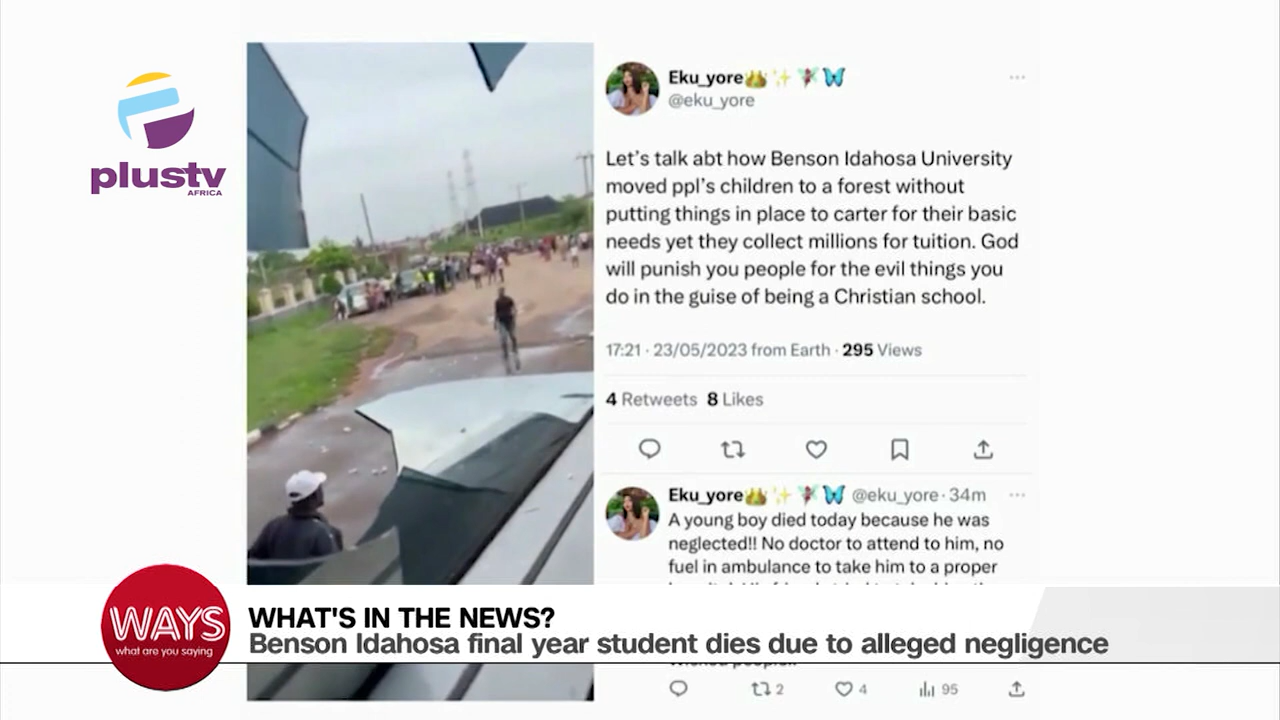 plustv
AFRICA
Eku_yore
@eku_yore
Let's talk abt how Benson Idahosa University
moved ppl's children to a forest without
putting things in place to carter for their basic
needs yet they collect millions for tuition. God
will punish you people for the evil things you
do in the guise of being a Christian school.
17:21 · 23/05/2023 from Earth · 295 Views
4 Retweets 8 Likes
Eku_yore @eku_yore · 34m
A young boy died today because he was
neglected!! No doctor to attend to him, no
fuel in ambulance to take him to a proper
2 4 95
WAYS
what are you saying
WHAT'S IN THE NEWS?
Benson Idahosa final year student dies due to alleged negligence